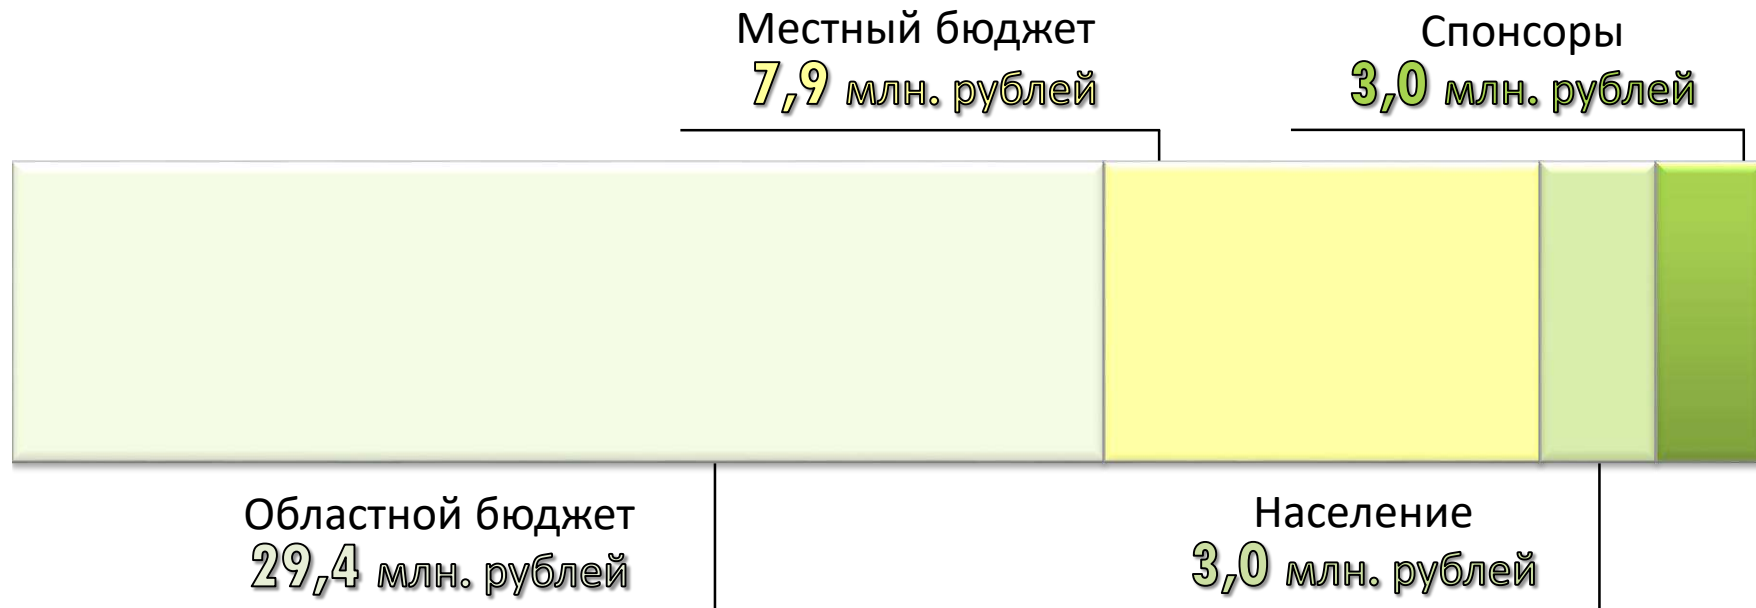 Местный бюджет
7,9 млн. рублей
Спонсоры
3,0 млн. рублей
Областной бюджет
29,4 млн. рублей
Население
3,0 млн. рублей